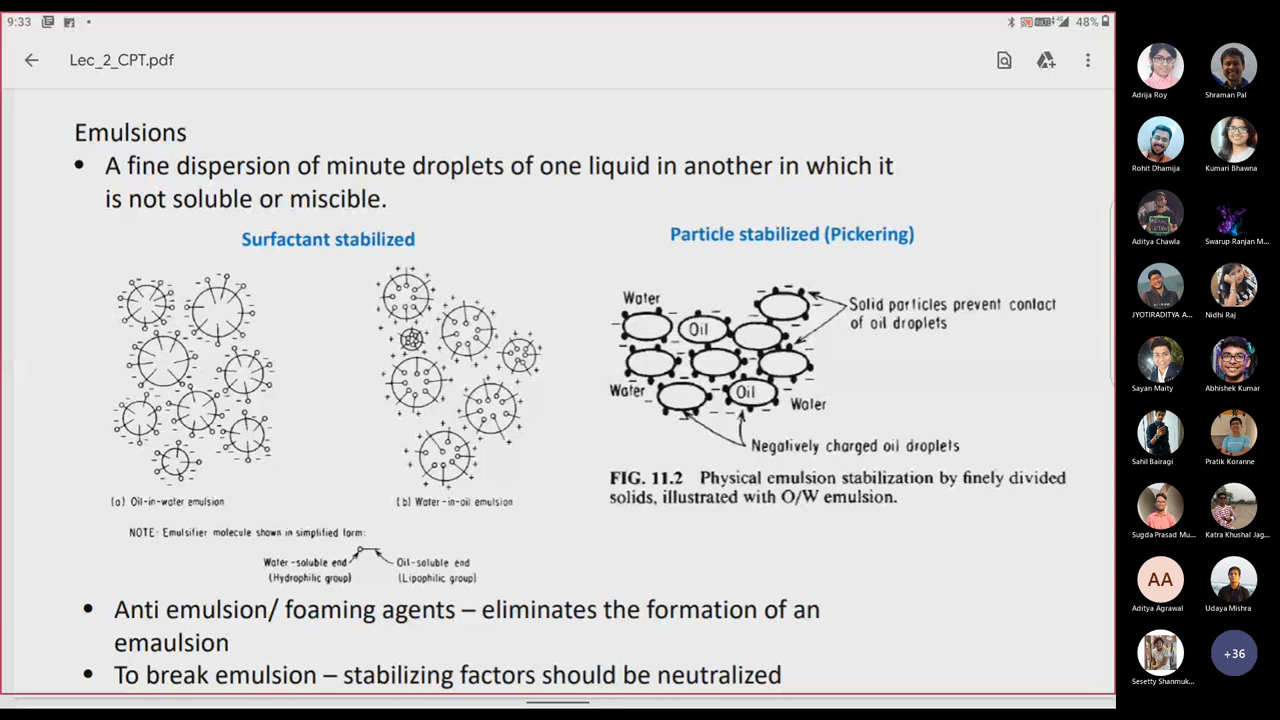 9:33
48%
Lec_2_CPT.pdf
Emulsions
• A fine dispersion of minute droplets of one liquid in another in which it
is not soluble or miscible.
Surfactant stabilized
(a) Oil-in-water emulsion
(b) Water-in-oil emulsion
NOTE: Emulsifier molecule shown in simplified form:
Water-soluble end
(Hydrophilic group)
Oil-soluble end
(Lipophilic group)
Particle stabilized (Pickering)
Water
Oil
Solid particles prevent contact
of oil droplets
Water
Oil
Water
Negatively charged oil droplets
FIG. 11.2 Physical emulsion stabilization by finely divided
solids, illustrated with O/W emulsion.
• Anti emulsion/ foaming agents – eliminates the formation of an
emaulsion
• To break emulsion – stabilizing factors should be neutralized
Adrija Roy
Shraman Pal
Rohit Dhamija
Kumari Bhawna
Aditya Chawla
Swarup Ranjan M...
JYOTIRADITYA A...
Nidhi Raj
Sayan Maity
Abhishek Kumar
Sahil Bairagi
Pratik Koranne
Sugda Prasad Mu...
Katra Khushal Jag...
AA
Aditya Agrawal
Udaya Mishra
Sesetty Shanmuk...
+36